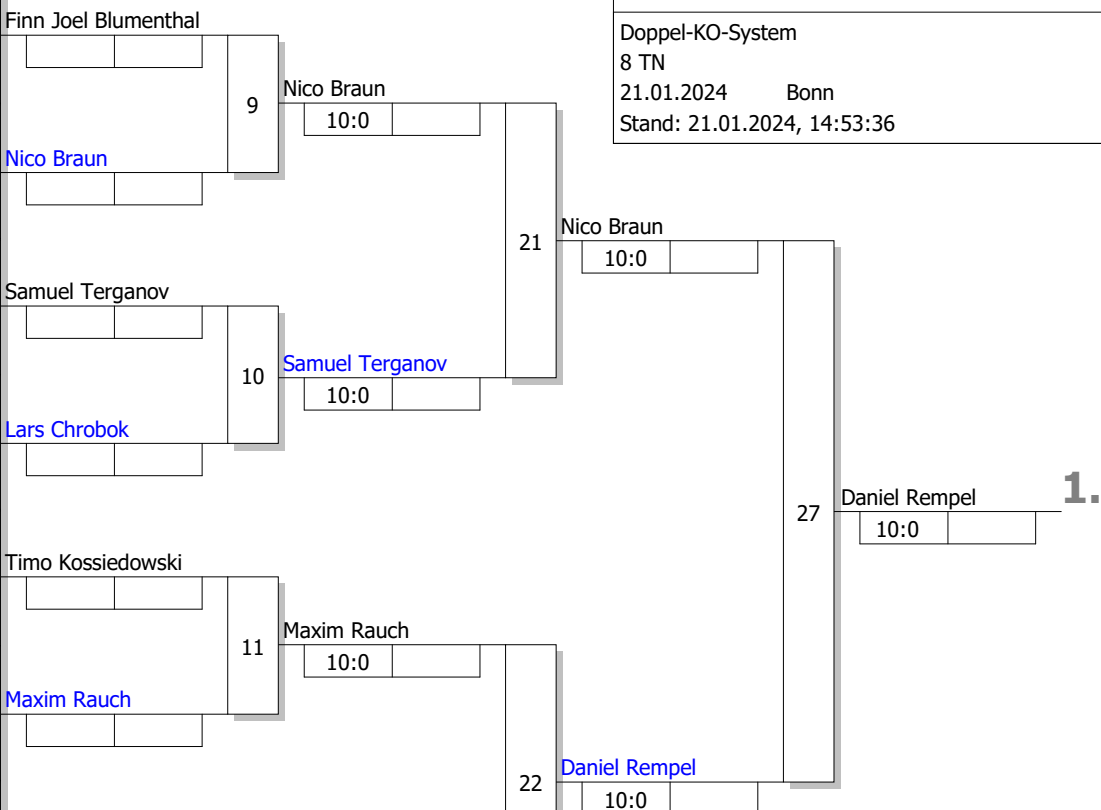 Finn Joel Blumenthal
Doppel-KO-System
8 TN
21.01.2024 Bonn
Stand: 21.01.2024, 14:53:36
9
Nico Braun
10:0
Nico Braun
21
Nico Braun
10:0
Samuel Terganov
10
Samuel Terganov
10:0
Lars Chrobok
27
Daniel Rempel
1.
10:0
Timo Kossiedowski
11
Maxim Rauch
10:0
Maxim Rauch
22
Daniel Rempel
10:0